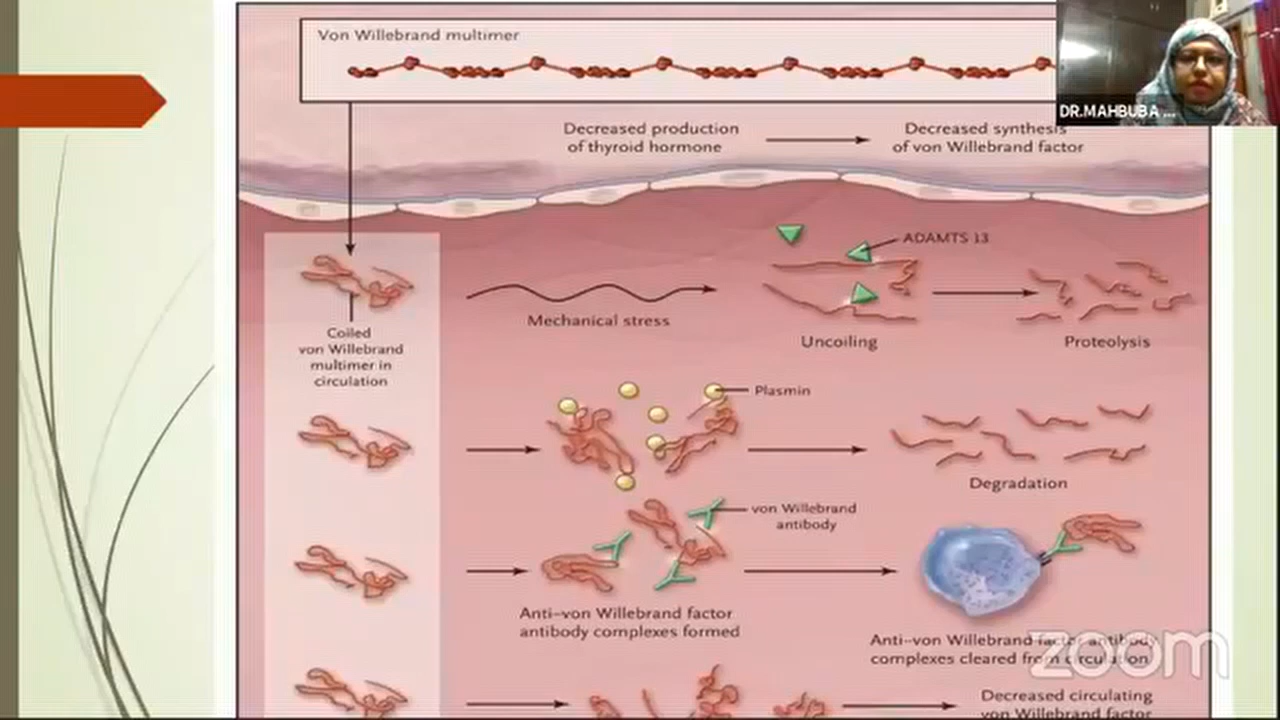 Von Willebrand multimer
DR.MAHBUBA ...
Decreased production
of thyroid hormone
Decreased synthesis
of von Willebrand factor
ADAMTS 13
Mechanical stress
Uncoiling
Proteolysis
Coiled
von Willebrand
multimer in
circulation
Plasmin
Degradation
von Willebrand
antibody
Anti–von Willebrand factor
antibody complexes formed
Anti–von Willebrand factor antibody
complexes cleared from circulation
zoom
Decreased circulating
von Willebrand factor